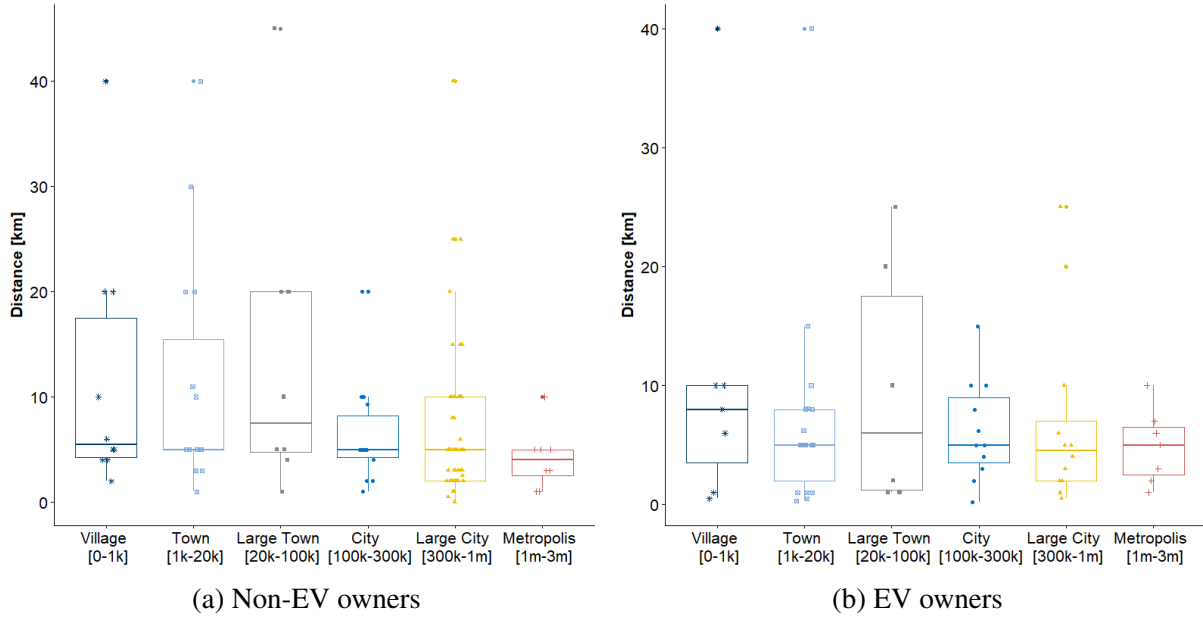 Distance [km]
40
30
20
10
0
Village Town Large Town City Large City Metropolis
[0-1k] [1k-20k] [20k-100k] [100k-300k] [300k-1m] [1m-3m]
(a) Non-EV owners
Distance [km]
40
30
20
10
0
Village Town Large Town City Large City Metropolis
[0-1k] [1k-20k] [20k-100k] [100k-300k] [300k-1m] [1m-3m]
(b) EV owners